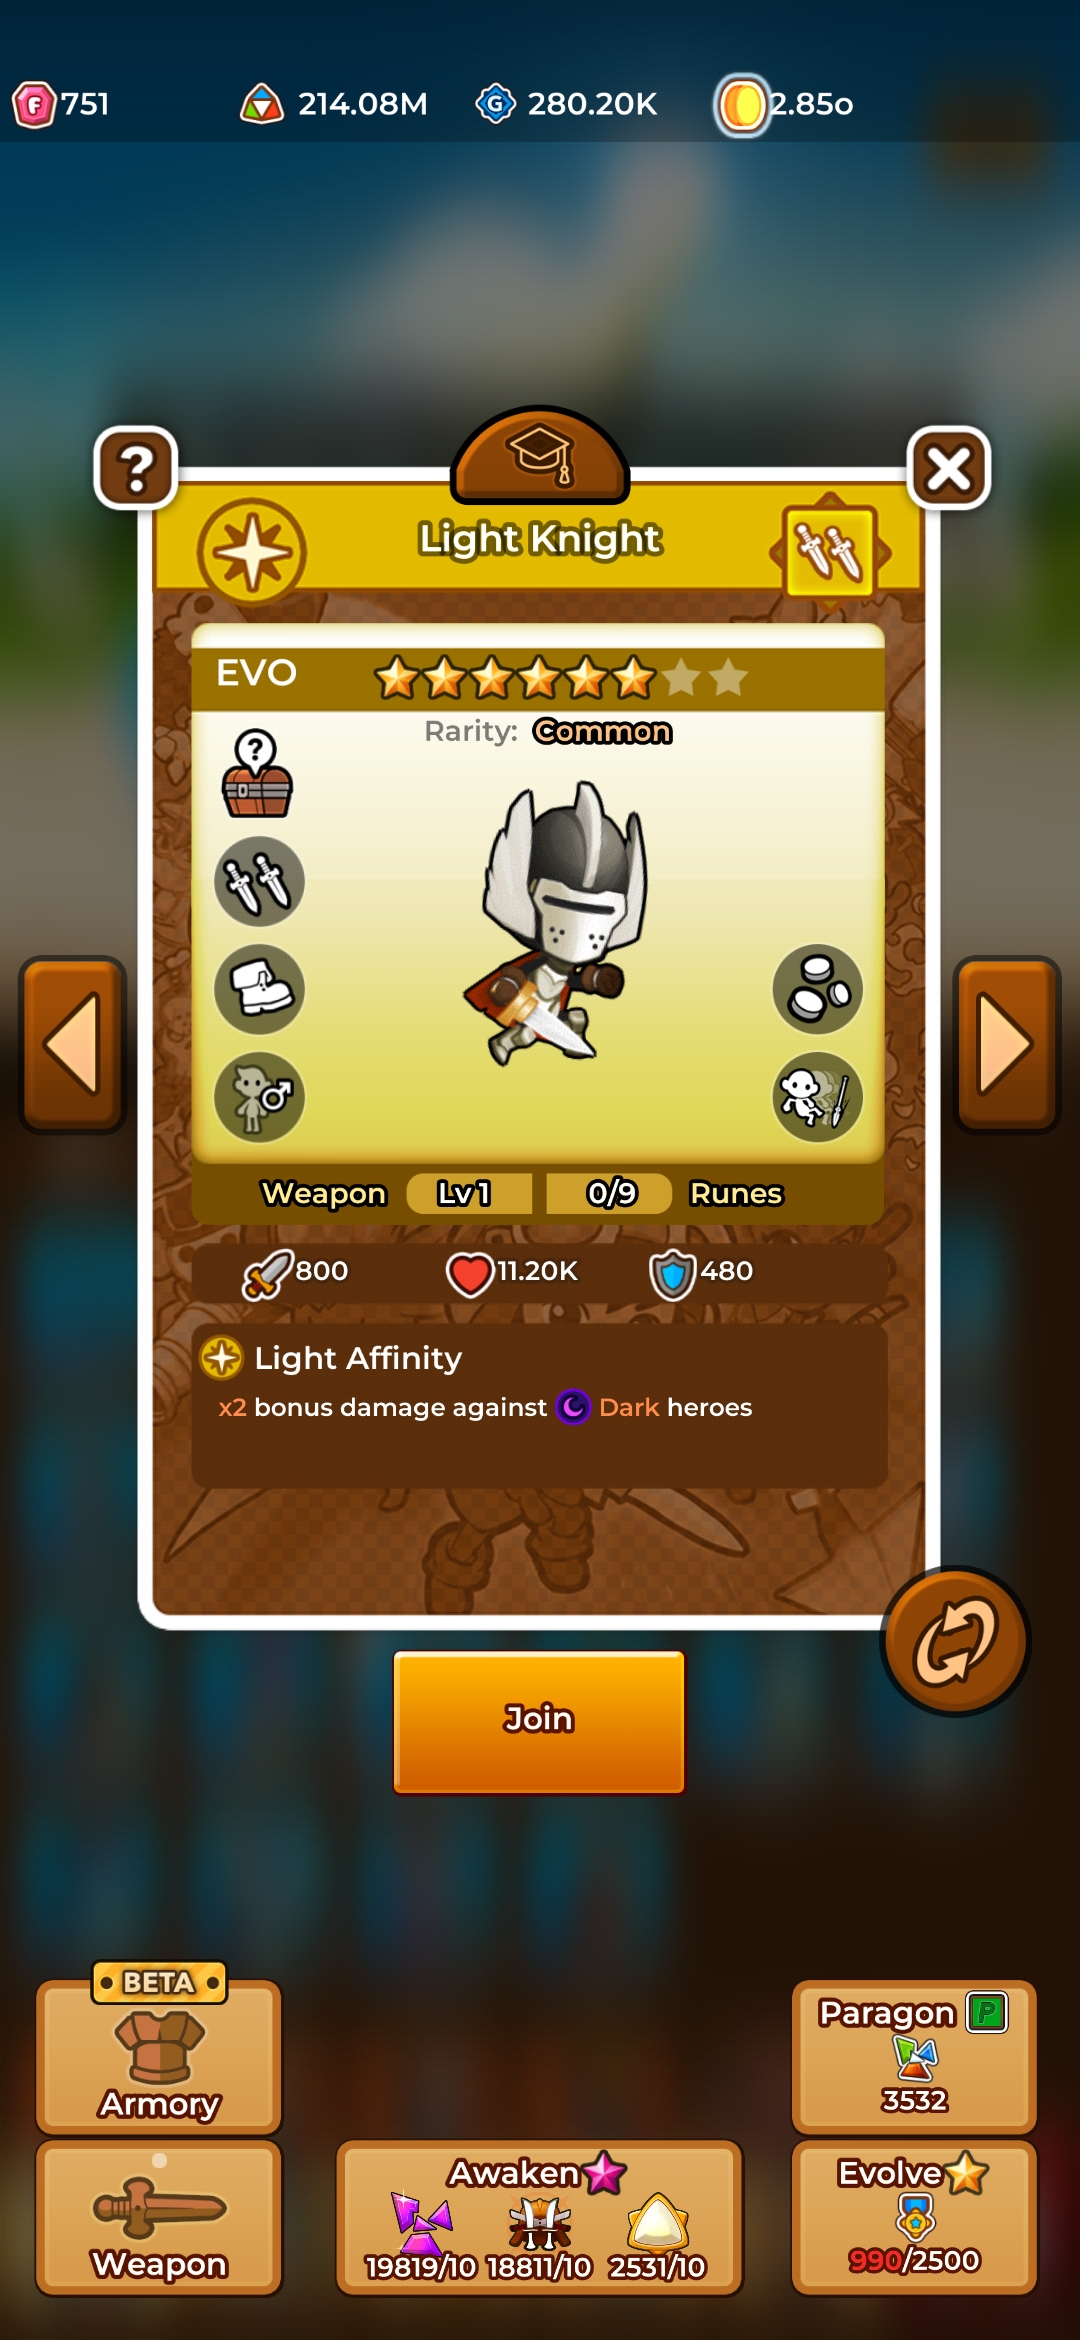 751 214.08M G 280.20K 2.85o
?
Light Knight
EVO
Rarity: Common
?
Weapon Lv 1 0/9 Runes
800 11.20K 480
Light Affinity
x2 bonus damage against Dark heroes
Join
BETA
Armory
Paragon P
3532
Weapon
Awaken
19819/10 18811/10 2531/10
Evolve
990/2500